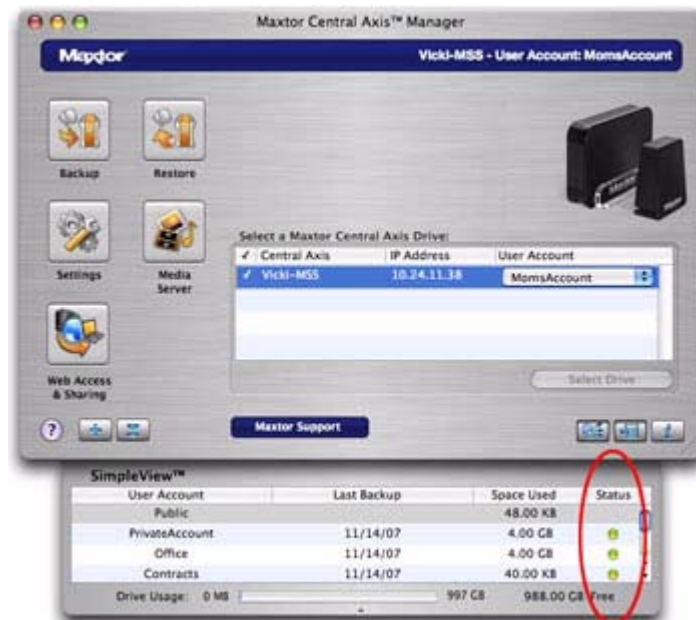 Maxtor Central Axis™ Manager
Maxtor
Vicki-MSS - User Account: MomsAccount
Backup
Restore
Settings
Media Server
Web Access & Sharing
Select a Maxtor Central Axis Drive:
✓ Central Axis IP Address User Account
✓ Vicki-MSS 10.24.11.38 MomsAccount
Select Drive
?
Maxtor Support
i
SimpleView™
User Account Last Backup Space Used Status
Public 48.00 KB
PrivateAccount 11/14/07 4.00 GB
Office 11/14/07 4.00 GB
Contracts 11/14/07 40.00 KB
Drive Usage: 0 MB 997 GB 988.00 GB Free